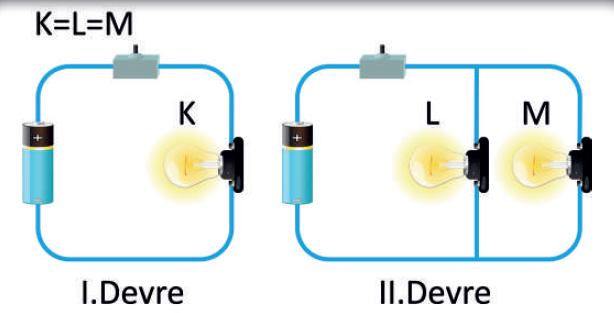 K=L=M
K
L
M
+
+
I.Devre
II.Devre